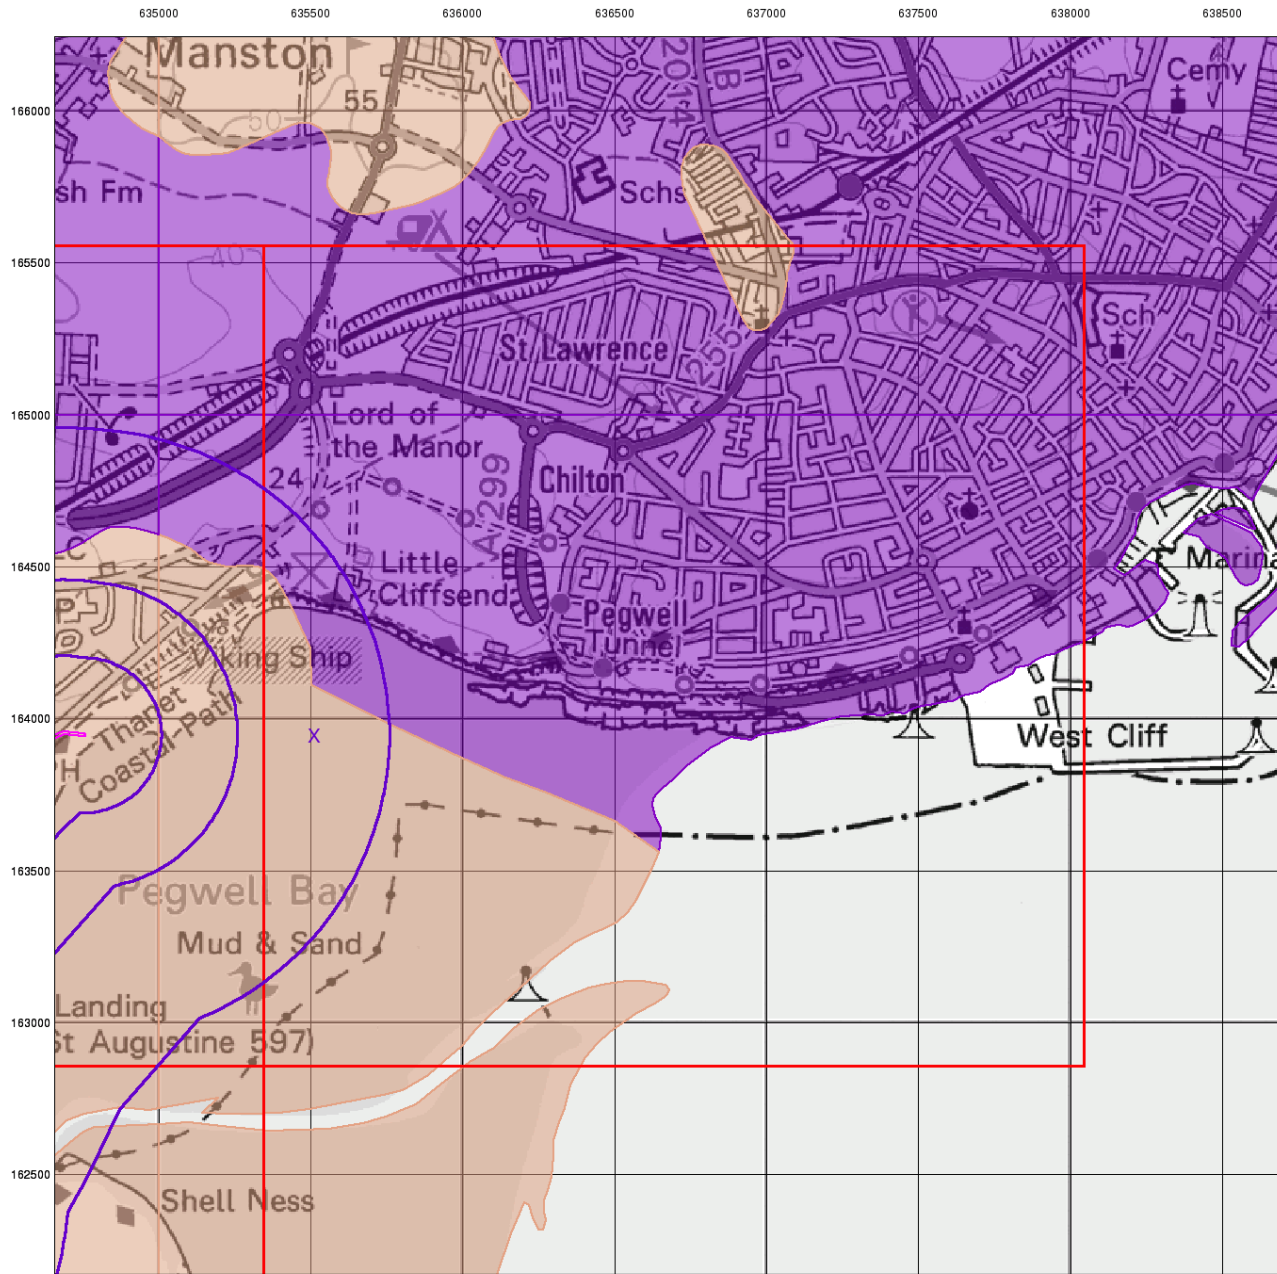 635000 635500 636000 636500 637000 637500 638000 638500
166000
165500
165000
164500
164000
163500
163000
162500
Manston
55
50
2014
B
Cemy
sh Fm
Schs
40
St Lawrence
A 255
Sch
Lord of
the Manor
24
A299
Chilton
Little
Cliffsend
Pegwell
Tunnel
Marina
Viking Ship
Thanet
Coastal Path
PH
X
West Cliff
Pegwell Bay
Mud & Sand
Landing
St Augustine 597)
Shell Ness